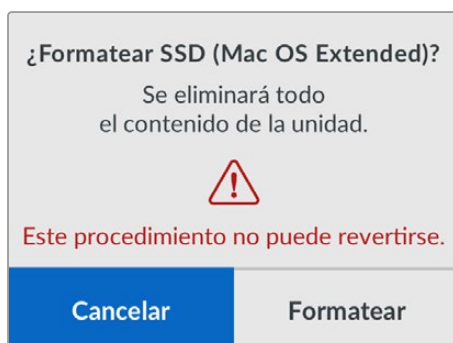 ¿Formatear SSD (Mac OS Extended)?
Se eliminará todo
el contenido de la unidad.
Este procedimiento no puede revertirse.
Cancelar
Formatear